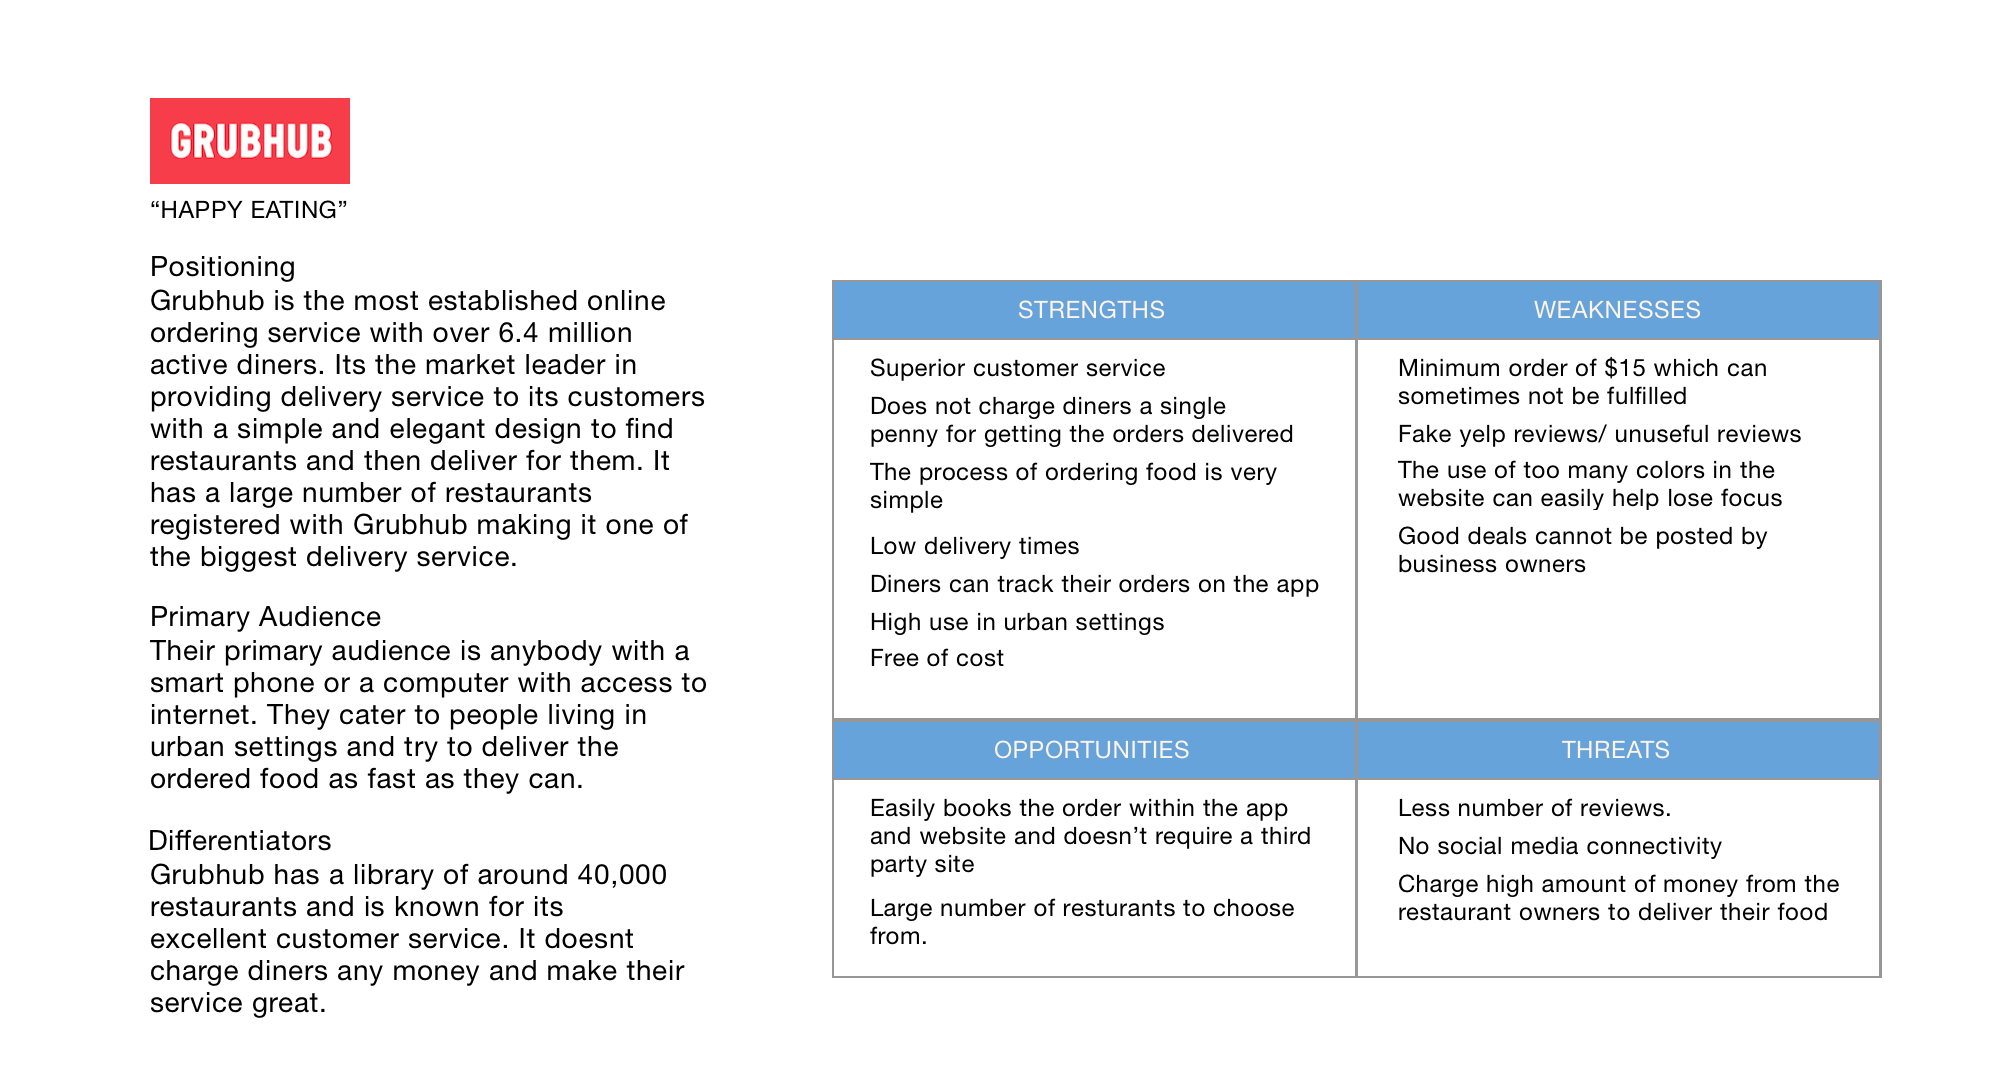 GRUBHUB
“HAPPY EATING”
Positioning
Grubhub is the most established online
ordering service with over 6.4 million
active diners. Its the market leader in
providing delivery service to its customers
with a simple and elegant design to find
restaurants and then deliver for them. It
has a large number of restaurants
registered with Grubhub making it one of
the biggest delivery service.
Primary Audience
Their primary audience is anybody with a
smart phone or a computer with access to
internet. They cater to people living in
urban settings and try to deliver the
ordered food as fast as they can.
Differentiators
Grubhub has a library of around 40,000
restaurants and is known for its
excellent customer service. It doesnt
charge diners any money and make their
service great.
STRENGTHS
Superior customer service
Does not charge diners a single
penny for getting the orders delivered
The process of ordering food is very
simple
Low delivery times
Diners can track their orders on the app
High use in urban settings
Free of cost
WEAKNESSES
Minimum order of $15 which can
sometimes not be fulfilled
Fake yelp reviews/ unuseful reviews
The use of too many colors in the
website can easily help lose focus
Good deals cannot be posted by
business owners
OPPORTUNITIES
Easily books the order within the app
and website and doesn’t require a third
party site
Large number of resturants to choose
from.
THREATS
Less number of reviews.
No social media connectivity
Charge high amount of money from the
restaurant owners to deliver their food